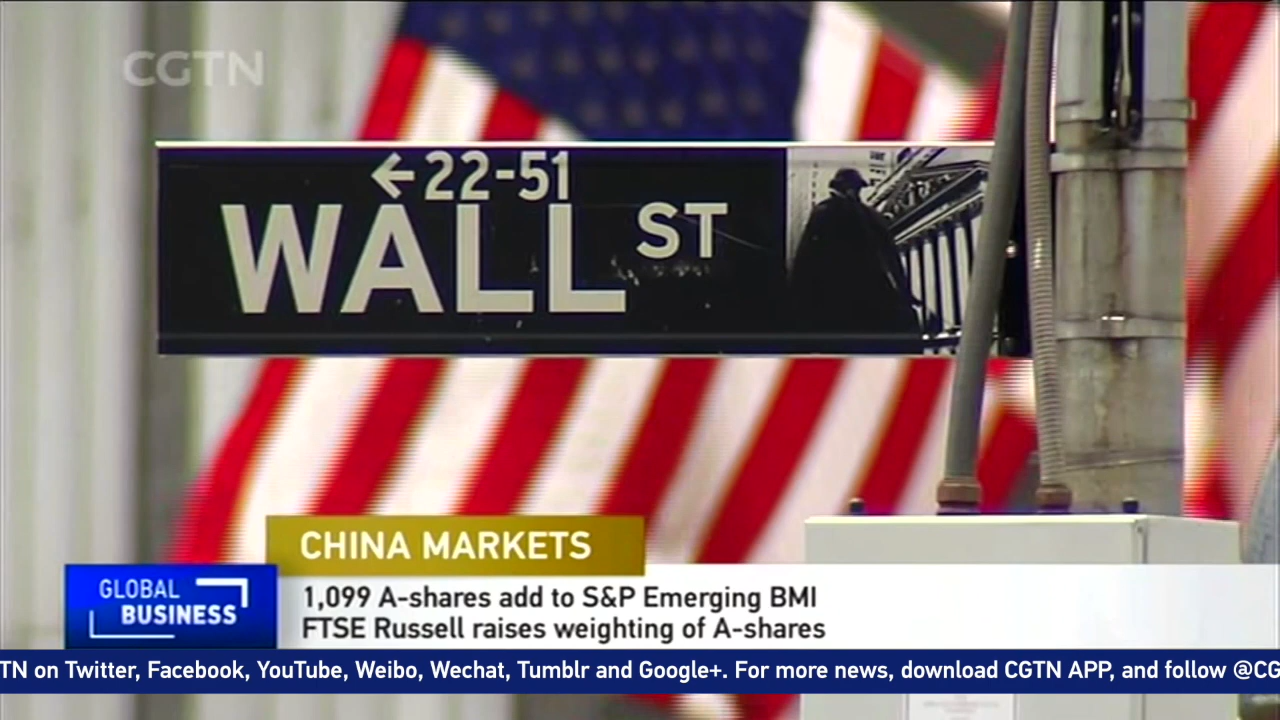 CGTN
←22-51
WALL ST
CHINA MARKETS
GLOBAL
BUSINESS
1,099 A-shares add to S&P Emerging BMI
FTSE Russell raises weighting of A-shares
TN on Twitter, Facebook, YouTube, Weibo, Wechat, Tumblr and Google+. For more news, download CGTN APP, and follow @CG